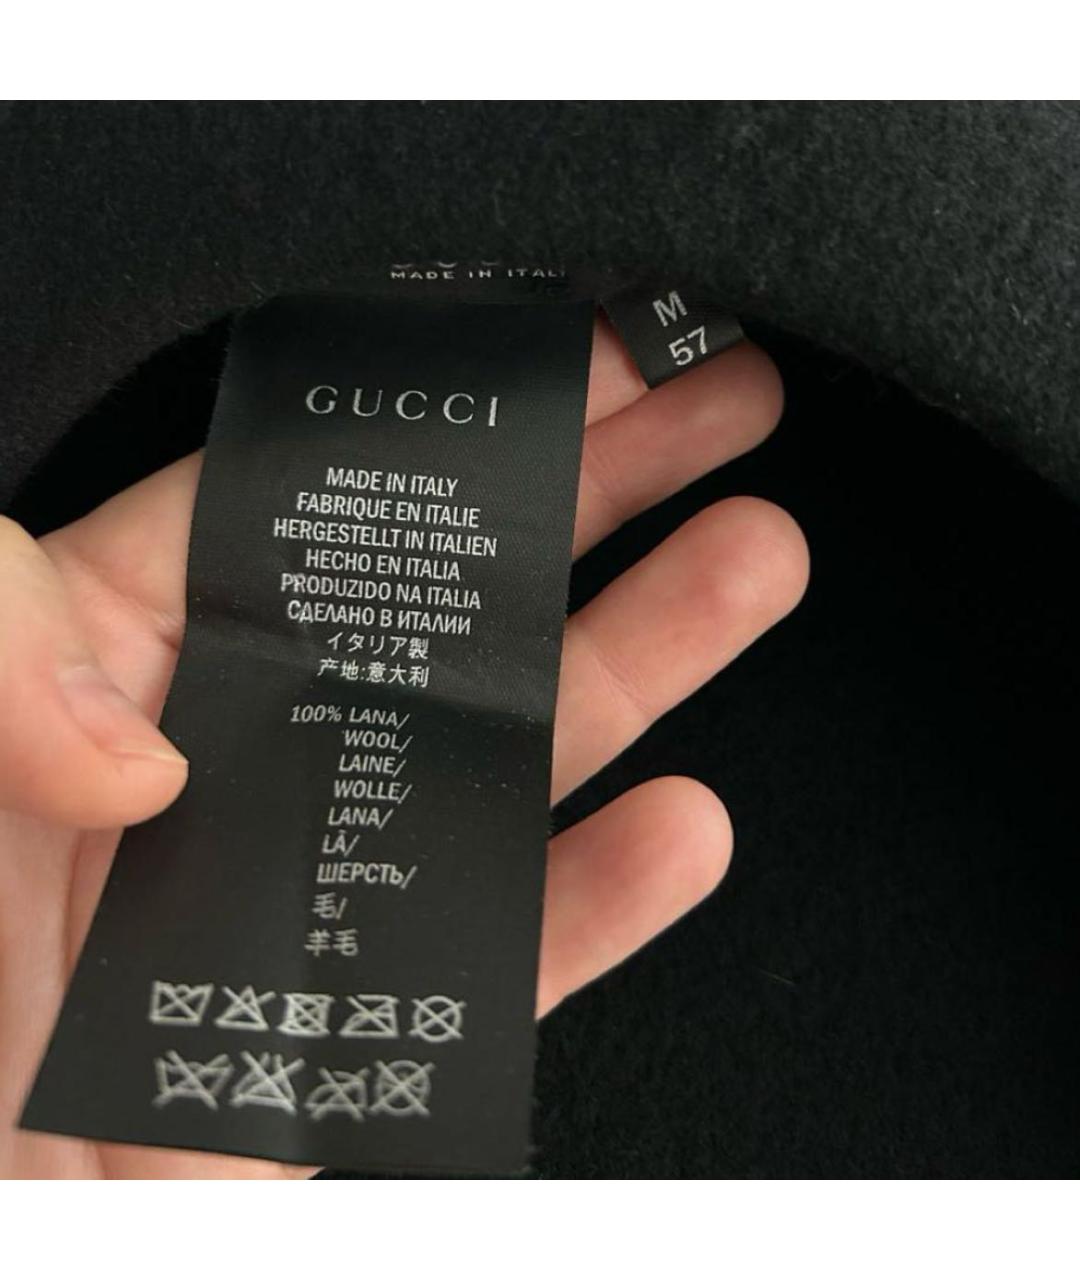 MADE IN ITAL
M
57
GUCCI
MADE IN ITALY
FABRIQUE EN ITALIE
HERGESTELLT IN ITALIEN
HECHO EN ITALIA
PRODUZIDO NA ITALIA
СДЕЛАНО В ИТАЛИИ
イタリア製
产地:意大利
100% LANA/
WOOL/
LAINE/
WOLLE/
LANA/
LÃ/
ШЕРСТЬ/
毛/
羊毛